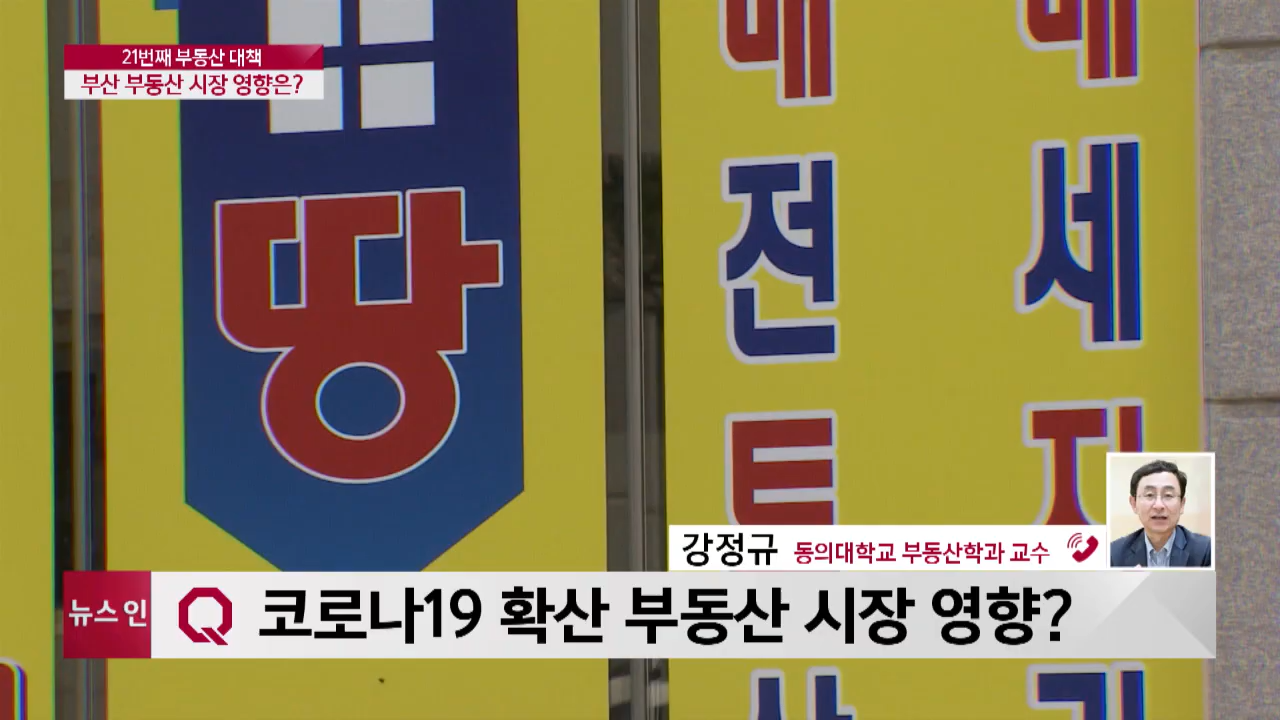 21번째 부동산 대책
부산 부동산 시장 영향은?
땅
매
전
세
강정규 동의대학교 부동산학과 교수
뉴스인 Q 코로나19 확산 부동산 시장 영향?